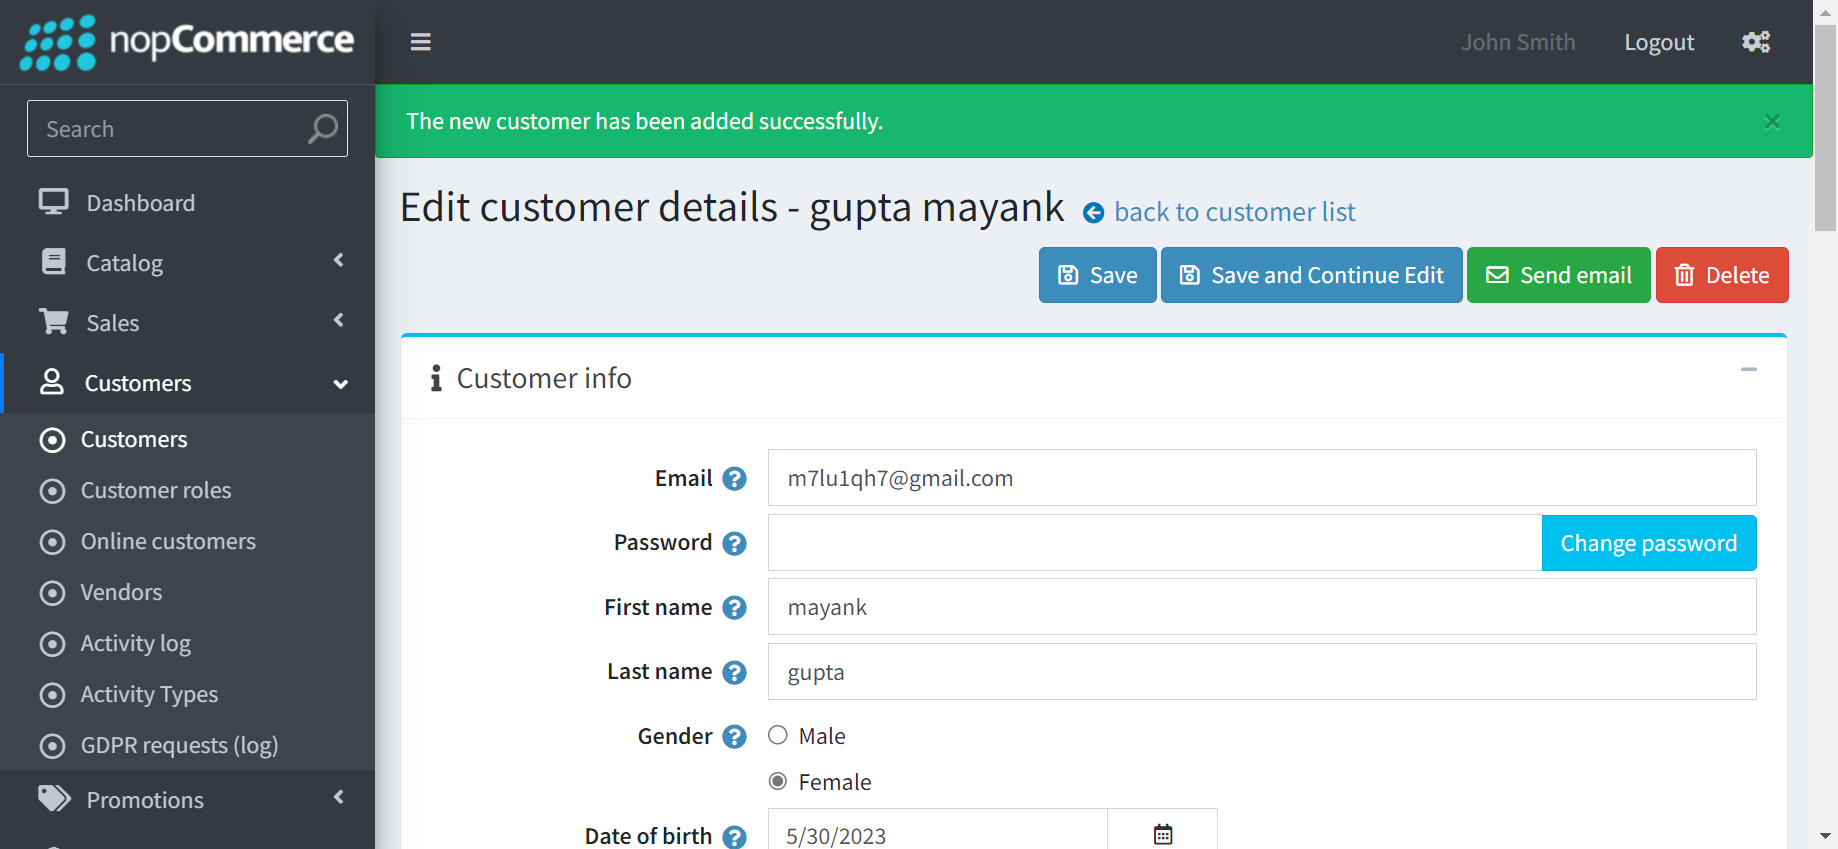 nopCommerce
John Smith
Logout
Search
The new customer has been added successfully.
×
Dashboard
Catalog
Sales
Customers
Customers
Customer roles
Online customers
Vendors
Activity log
Activity Types
GDPR requests (log)
Promotions
Edit customer details - gupta mayank back to customer list
Save
Save and Continue Edit
Send email
Delete
Customer info
Email ? m7lu1qh7@gmail.com
Password ? Change password
First name ? mayank
Last name ? gupta
Gender ? Male
Female
Date of birth ? 5/30/2023